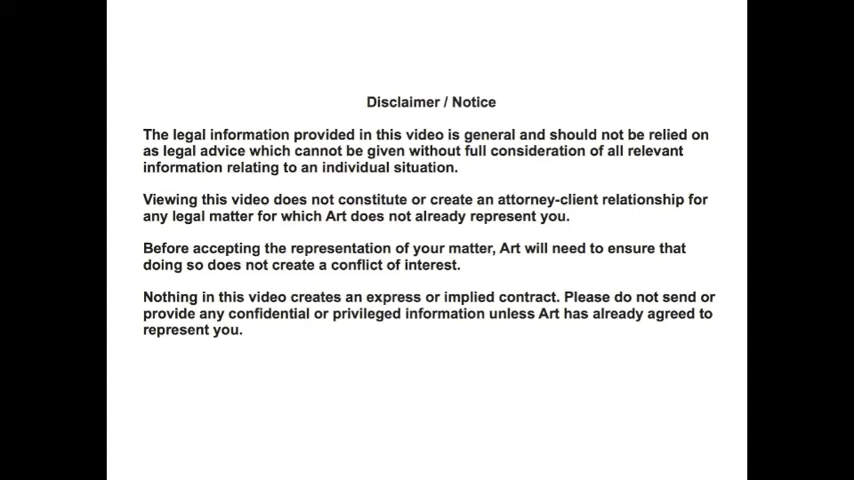 Disclaimer / Notice
The legal information provided in this video is general and should not be relied on
as legal advice which cannot be given without full consideration of all relevant
information relating to an individual situation.
Viewing this video does not constitute or create an attorney-client relationship for
any legal matter for which Art does not already represent you.
Before accepting the representation of your matter, Art will need to ensure that
doing so does not create a conflict of interest.
Nothing in this video creates an express or implied contract. Please do not send or
provide any confidential or privileged information unless Art has already agreed to
represent you.